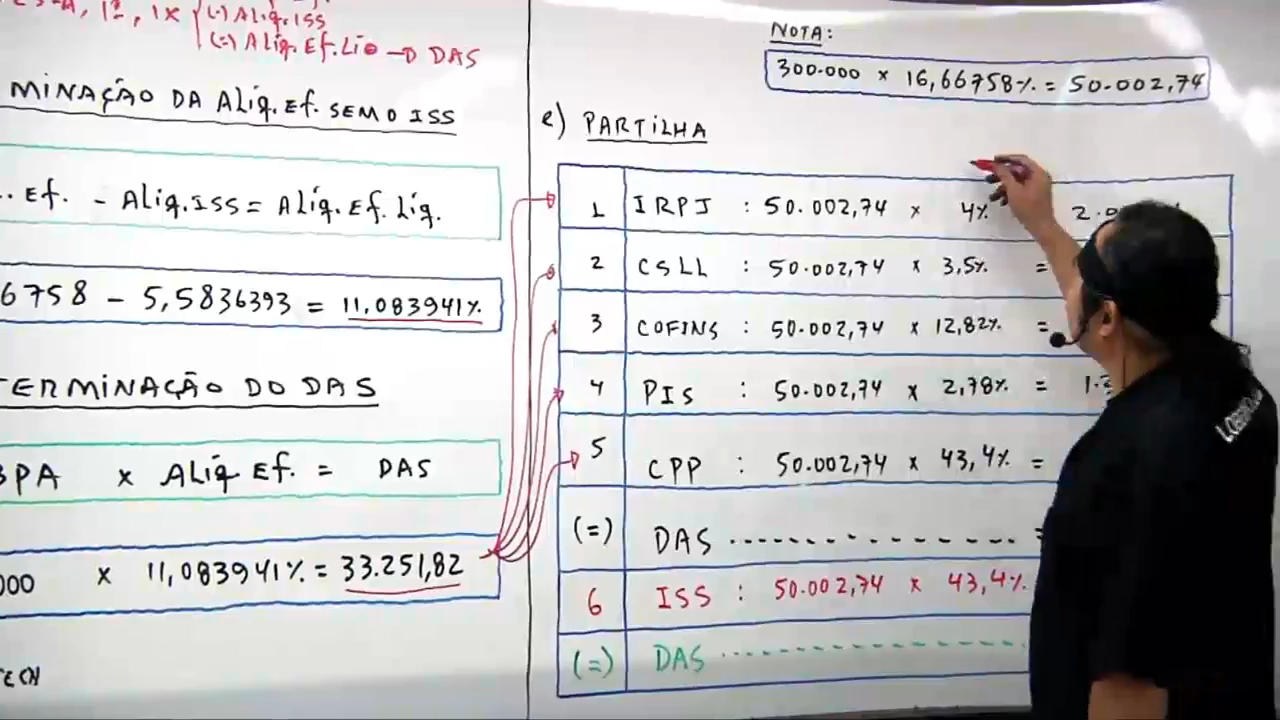 (-) Aliq. ISS
(=) Aliq. Ef. Liq → DAS
MINAÇÃO DA Aliq. Ef. SEM O ISS
. Ef. - Aliq. ISS = Aliq. Ef. Liq.
6758 - 5,5836393 = 11,083941%
TERMINAÇÃO DO DAS
BPA x Aliq Ef. = DAS
000 x 11,083941% = 33.251,82
NOTA:
300.000 x 16,66758% = 50.002,74
e) PARTILHA
1 IRPJ : 50.002,74 x 4%
2 CSLL : 50.002,74 x 3,5% =
3 COFINS : 50.002,74 x 12,82% =
4 PIS : 50.002,74 x 2,78% =
5 CPP : 50.002,74 x 43,4% =
(=) DAS
6 ISS : 50.002,74 x 43,4%
(=) DAS